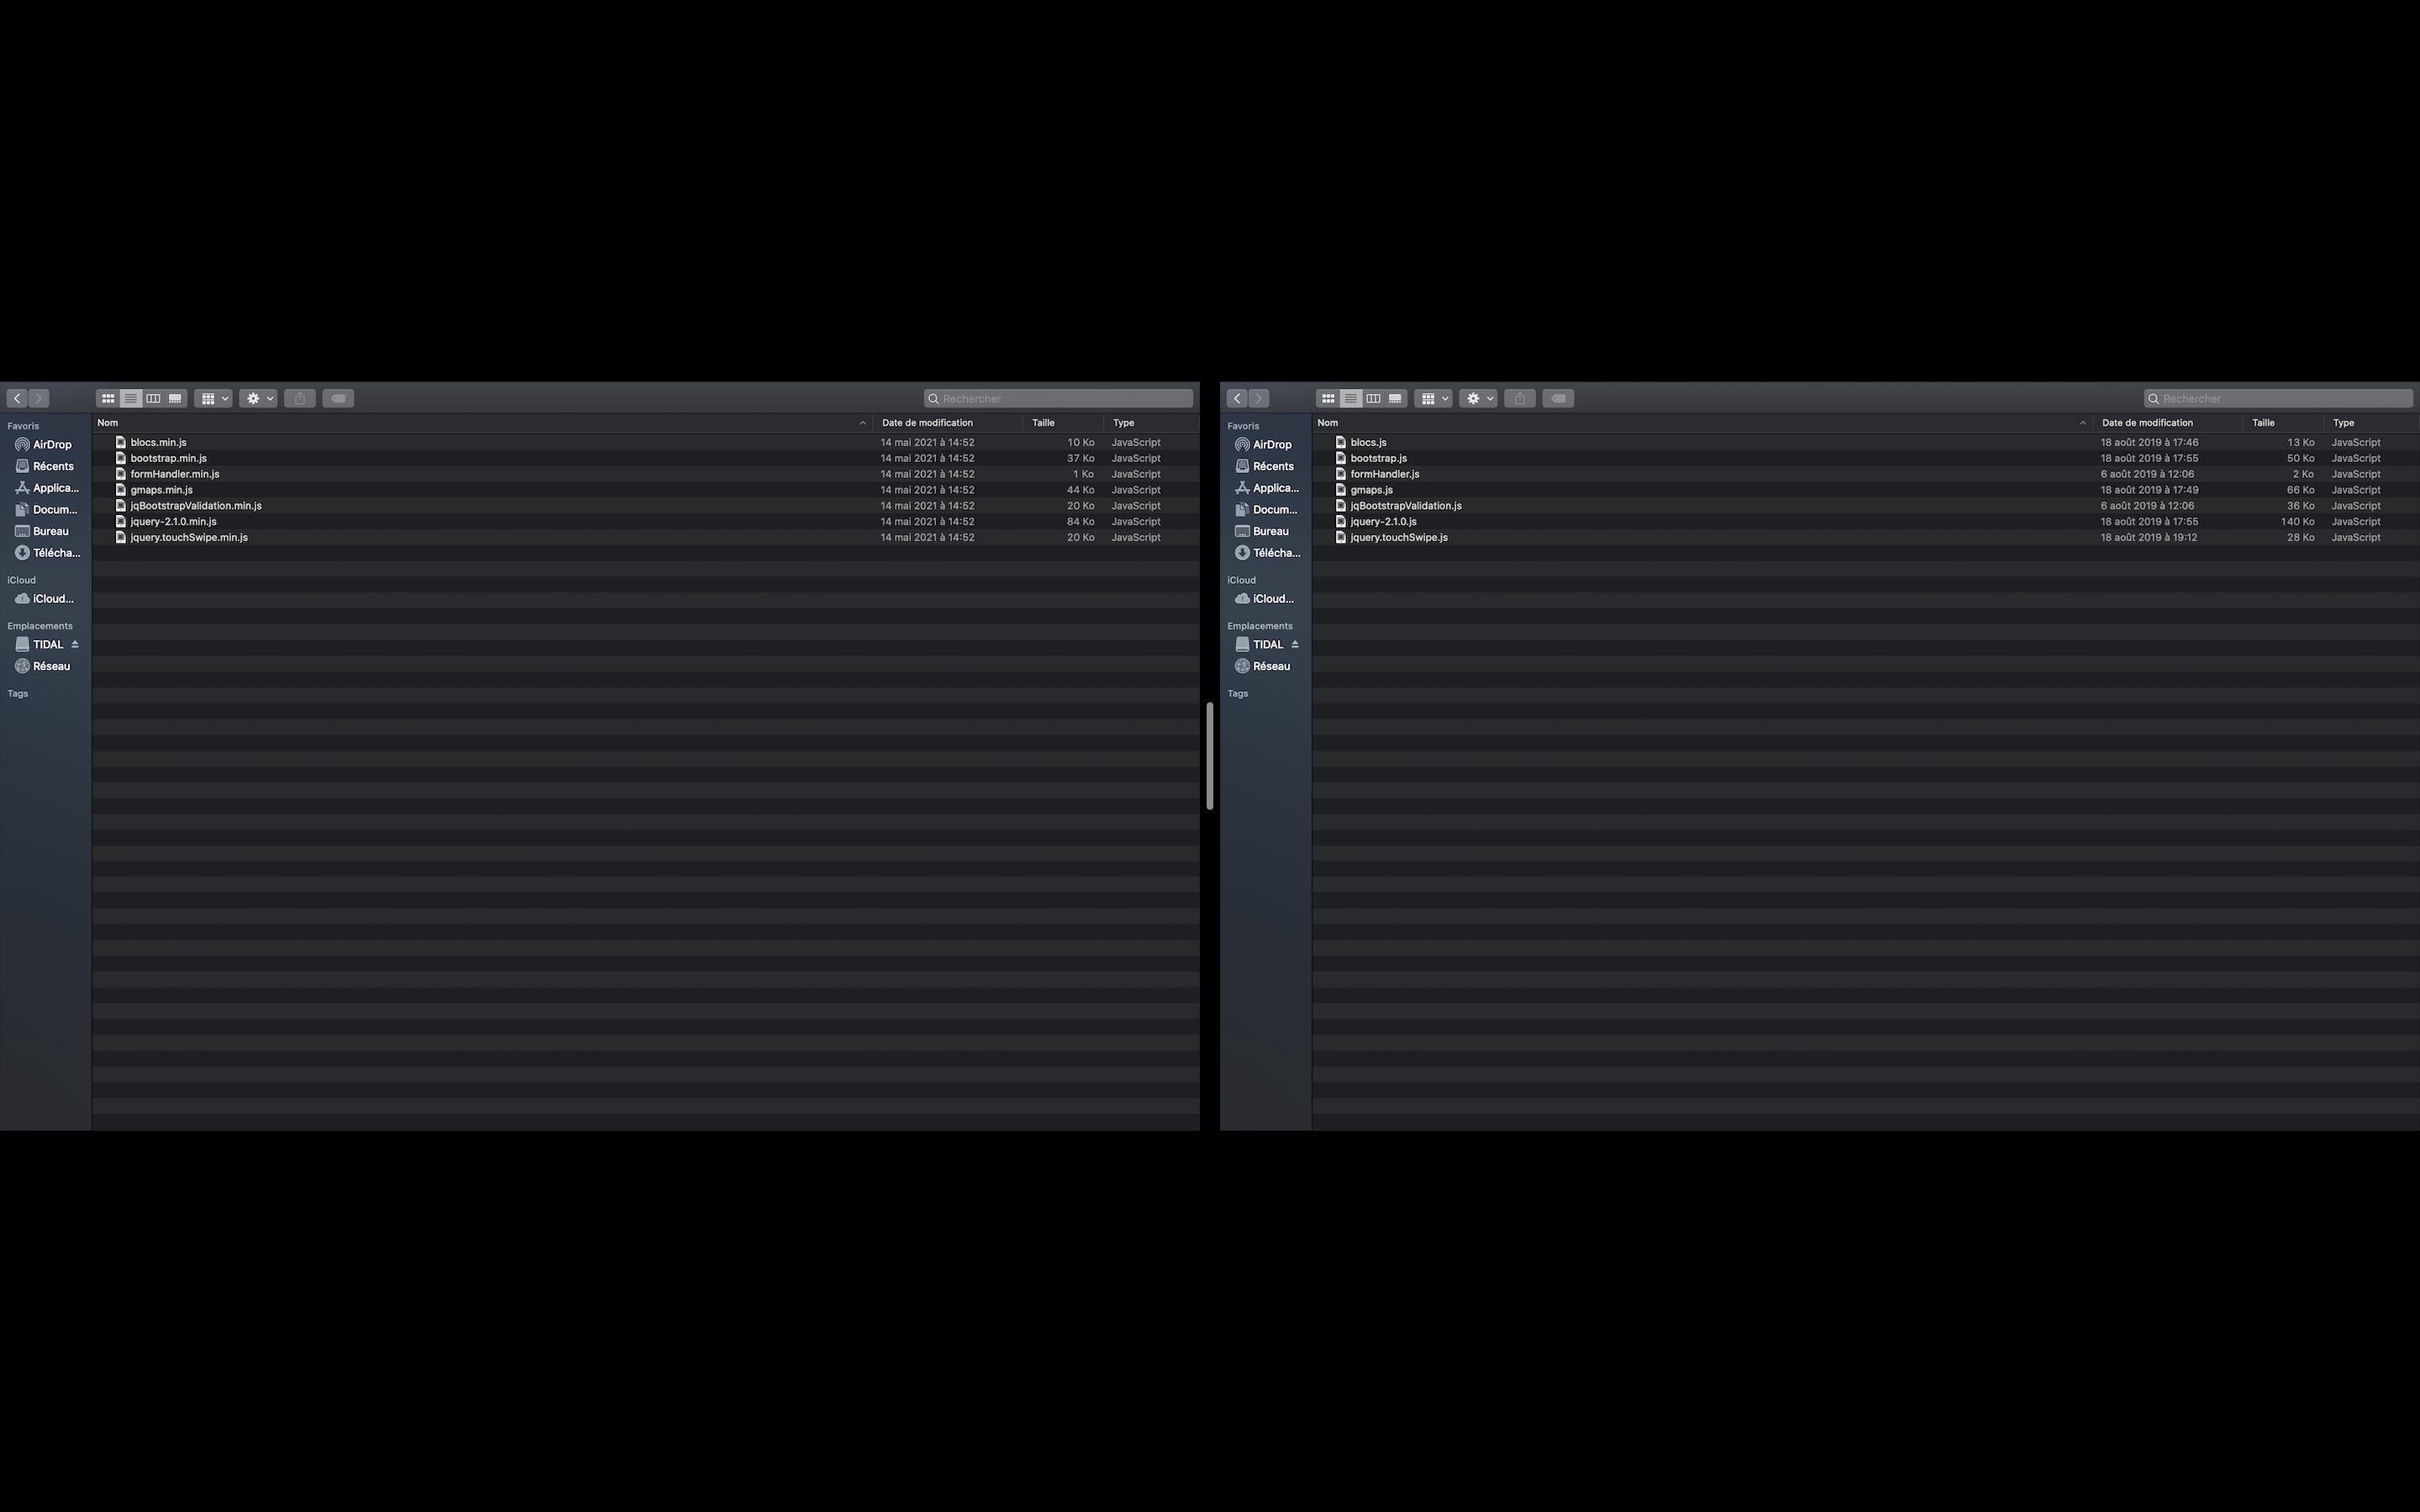 Rechercher
Favoris
AirDrop
Récents
Applica...
Docum...
Bureau
Télécha...
iCloud
iCloud...
Emplacements
TIDAL
Réseau
Tags
Nom Date de modification Taille Type
blocs.min.js 14 mai 2021 à 14:52 10 Ko JavaScript
bootstrap.min.js 14 mai 2021 à 14:52 37 Ko JavaScript
formHandler.min.js 14 mai 2021 à 14:52 1 Ko JavaScript
gmaps.min.js 14 mai 2021 à 14:52 44 Ko JavaScript
jqBootstrapValidation.min.js 14 mai 2021 à 14:52 20 Ko JavaScript
jquery-2.1.0.min.js 14 mai 2021 à 14:52 84 Ko JavaScript
jquery.touchSwipe.min.js 14 mai 2021 à 14:52 20 Ko JavaScript
Rechercher
Favoris
AirDrop
Récents
Applica...
Docum...
Bureau
Télécha...
iCloud
iCloud...
Emplacements
TIDAL
Réseau
Tags
Nom Date de modification Taille Type
blocs.js 18 août 2019 à 17:46 13 Ko JavaScript
bootstrap.js 18 août 2019 à 17:55 50 Ko JavaScript
formHandler.js 6 août 2019 à 12:06 2 Ko JavaScript
gmaps.js 18 août 2019 à 17:49 66 Ko JavaScript
jqBootstrapValidation.js 6 août 2019 à 12:06 36 Ko JavaScript
jquery-2.1.0.js 18 août 2019 à 17:55 140 Ko JavaScript
jquery.touchSwipe.js 18 août 2019 à 19:12 28 Ko JavaScript